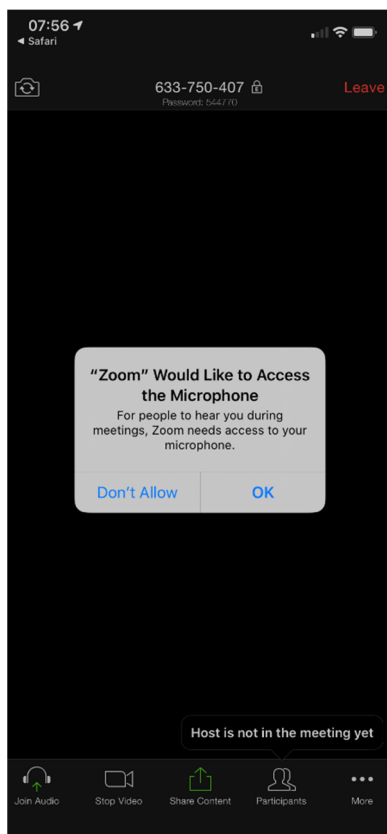 07:56
◀ Safari
633-750-407
Leave
Password: 544770
“Zoom” Would Like to Access
the Microphone
For people to hear you during
meetings, Zoom needs access to your
microphone.
Don't Allow
OK
Host is not in the meeting yet
Join Audio
Stop Video
Share Content
Participants
More